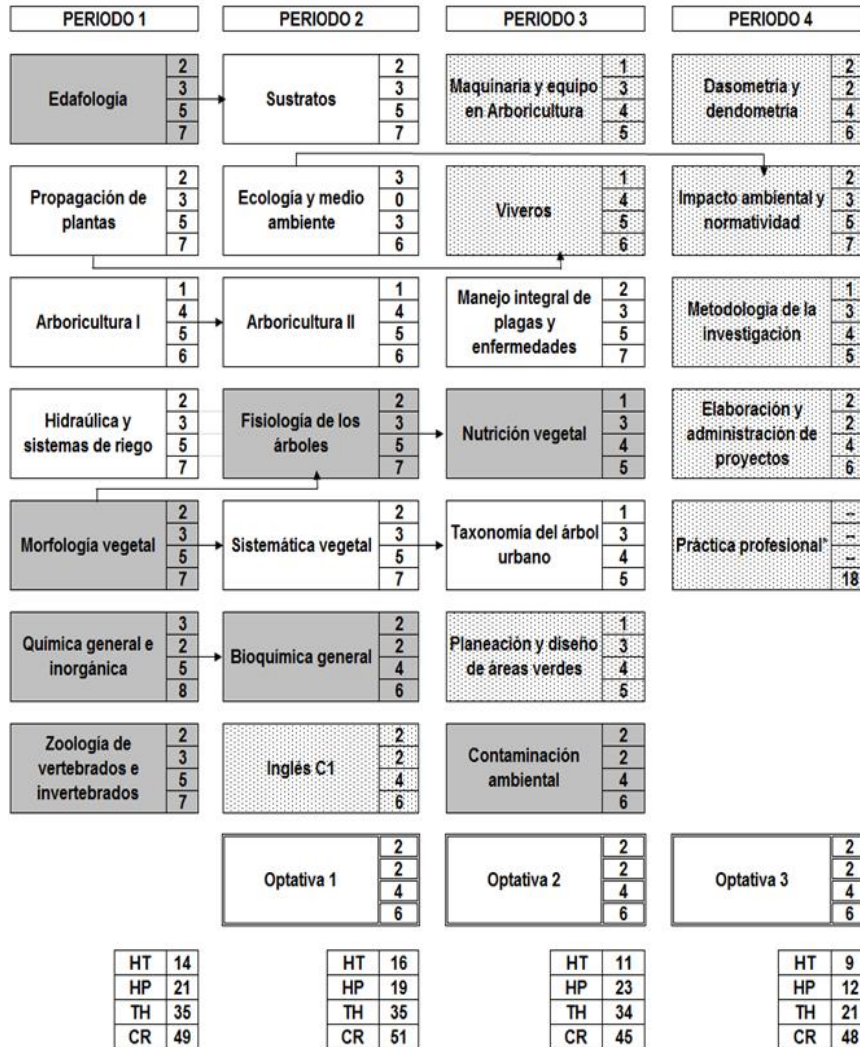 PERIODO 1
PERIODO 2
PERIODO 3
PERIODO 4
Edafología
2
3
5
7
Sustratos
2
3
5
7
Maquinaria y equipo
en Arboricultura
1
3
4
5
Dasometría y
dendometría
2
2
4
6
Propagación de
plantas
2
3
5
7
Ecología y medio
ambiente
3
0
3
6
Viveros
1
4
5
6
Impacto ambiental y
normatividad
2
3
5
7
Arboricultura I
1
4
5
6
Arboricultura II
1
4
5
6
Manejo integral de
plagas y
enfermedades
2
3
5
7
Metodología de la
investigación
1
3
4
5
Hidraúlica y
sistemas de riego
2
3
5
7
Fisiología de los
árboles
2
3
5
7
Nutrición vegetal
1
3
4
5
Elaboración y
administración de
proyectos
2
2
4
6
Morfología vegetal
2
3
5
7
Sistemática vegetal
2
3
5
7
Taxonomía del árbol
urbano
1
3
4
5
Práctica profesional*
--
--
--
18
Química general e
inorgánica
3
2
5
8
Bioquímica general
2
2
4
6
Planeación y diseño
de áreas verdes
1
3
4
5
Zoología de
vertebrados e
invertebrados
2
3
5
7
Inglés C1
2
2
4
6
Contaminación
ambiental
2
2
4
6
Optativa 1
2
2
4
6
Optativa 2
2
2
4
6
Optativa 3
2
2
4
6
HT 14
HP 21
TH 35
CR 49
HT 16
HP 19
TH 35
CR 51
HT 11
HP 23
TH 34
CR 45
HT 9
HP 12
TH 21
CR 48